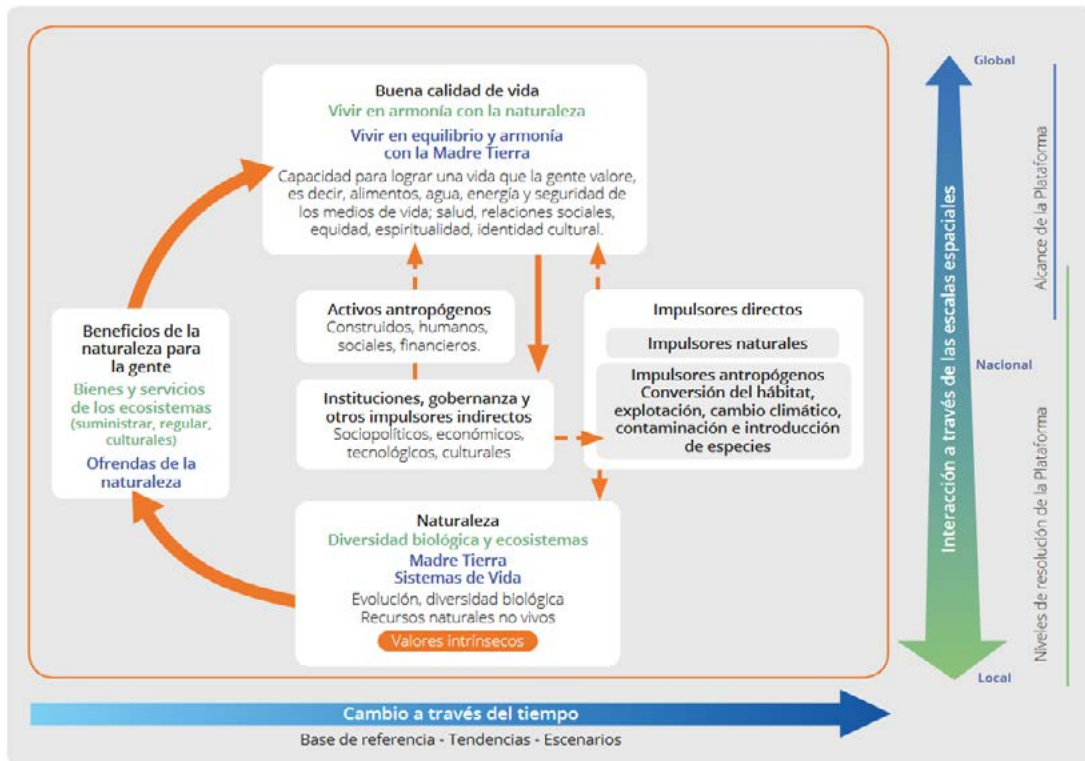 Buena calidad de vida
Vivir en armonía con la naturaleza
Vivir en equilibrio y armonía
con la Madre Tierra
Capacidad para lograr una vida que la gente valore,
es decir, alimentos, agua, energía y seguridad de
los medios de vida; salud, relaciones sociales,
equidad, espiritualidad, identidad cultural.
Beneficios de la
naturaleza para
la gente
Bienes y servicios
de los ecosistemas
(suministrar, regular,
culturales)
Ofrendas de la
naturaleza
Activos antropógenos
Construidos, humanos,
sociales, financieros.
Instituciones, gobernanza y
otros impulsores indirectos
Sociopolíticos, económicos,
tecnológicos, culturales
Impulsores directos
Impulsores naturales
Impulsores antropógenos
Conversión del hábitat,
explotación, cambio climático,
contaminación e introducción
de especies
Naturaleza
Diversidad biológica y ecosistemas
Madre Tierra
Sistemas de Vida
Evolución, diversidad biológica
Recursos naturales no vivos
Valores intrínsecos
Global
Nacional
Local
Interacción a través de las escalas espaciales
Alcance de la Plataforma
Niveles de resolución de la Plataforma
Cambio a través del tiempo
Base de referencia - Tendencias - Escenarios